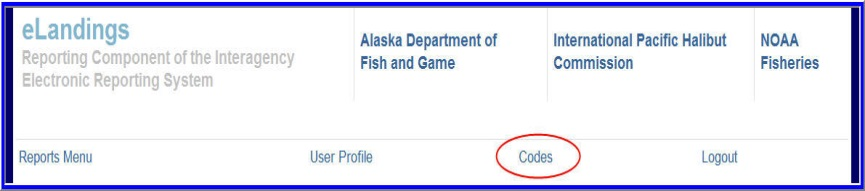 eLandings
Reporting Component of the Interagency
Electronic Reporting System
Alaska Department of
Fish and Game
International Pacific Halibut
Commission
NOAA
Fisheries
Reports Menu
User Profile
Codes
Logout